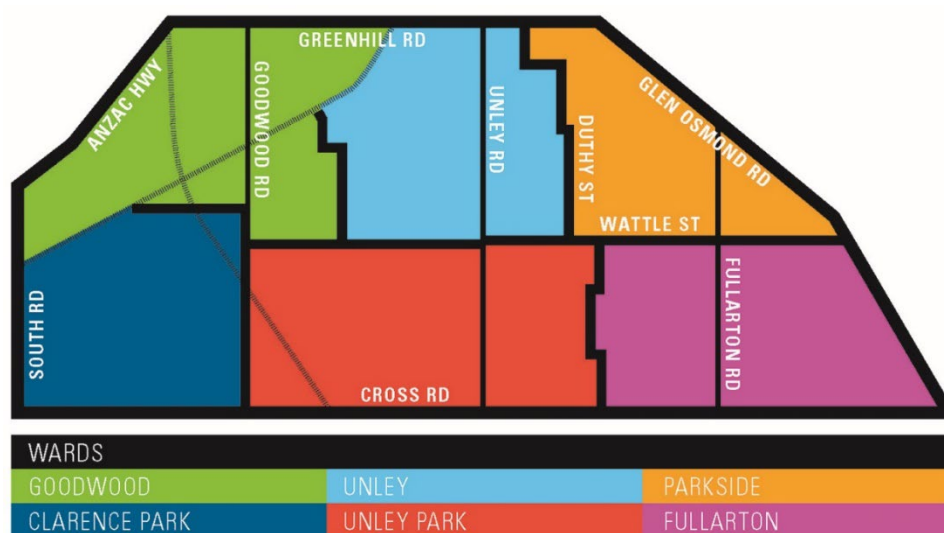 GREENHILL RD
ANZAC HWY
GOODWOOD RD
UNLEY RD
DUTHY ST
GLEN OSMOND RD
WATTLE ST
SOUTH RD
CROSS RD
FULLARTON RD
WARDS
GOODWOOD
UNLEY
PARKSIDE
CLARENCE PARK
UNLEY PARK
FULLARTON